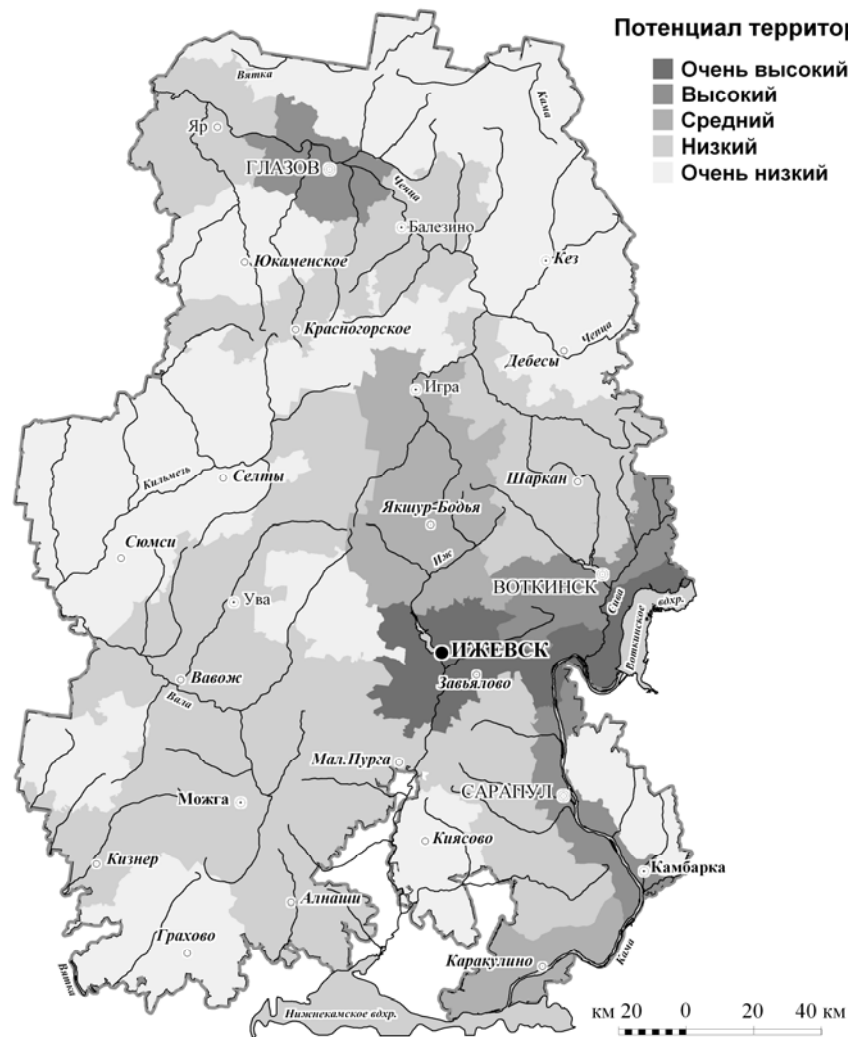 Потенциал территор
Очень высокий
Высокий
Средний
Низкий
Очень низкий
Вятка
Кама
Яр
ГЛАЗОВ
Чепца
Балезино
Юкаменское
Кез
Красногорское
Чепца
Дебесы
Игра
Кильмезь
Селты
Шаркан
Якшур-Бодья
Сюмси
Иж
ВОТКИНСК
Ува
Сива
Воткинское
вдхр.
ИЖЕВСК
Вавож
Завьялово
Вала
Мал.Пурга
Можга
САРАПУЛ
Киясово
Кизнер
Камбарка
Алнаши
Грахово
Вятка
Каракулино
Кама
Нижнекамское вдхр.
км 20 0 20 40 км